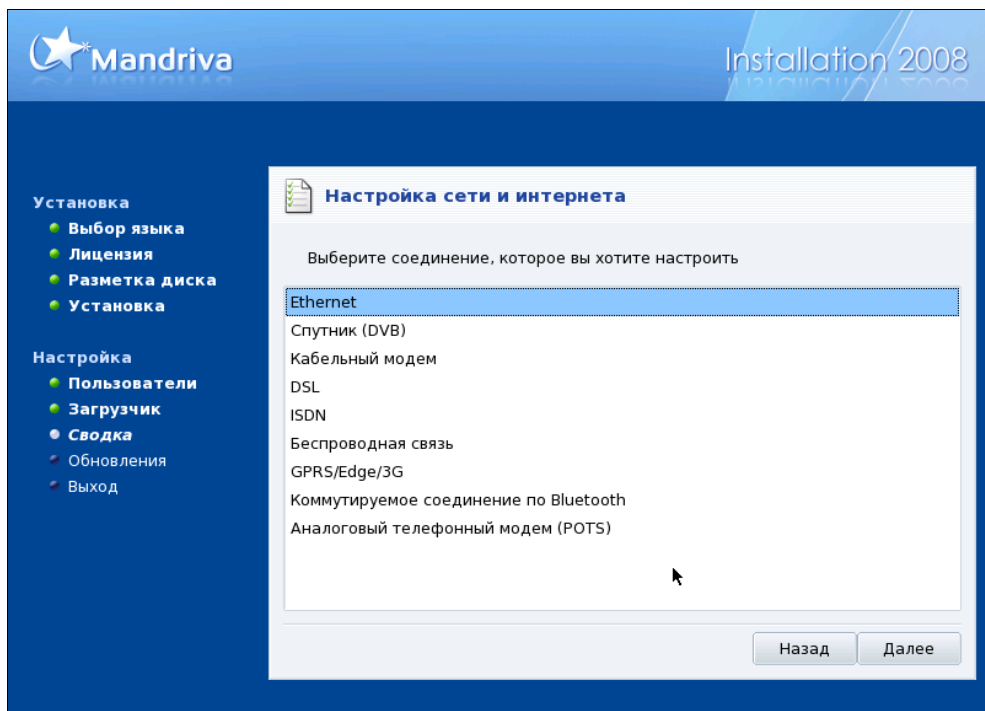 Mandriva
Installation 2008
Установка
Выбор языка
Лицензия
Разметка диска
Установка
Настройка
Пользователи
Загрузчик
Сводка
Обновления
Выход
Настройка сети и интернета
Выберите соединение, которое вы хотите настроить
Ethernet
Спутник (DVB)
Кабельный модем
DSL
ISDN
Беспроводная связь
GPRS/Edge/3G
Коммутируемое соединение по Bluetooth
Аналоговый телефонный модем (POTS)
Назад
Далее